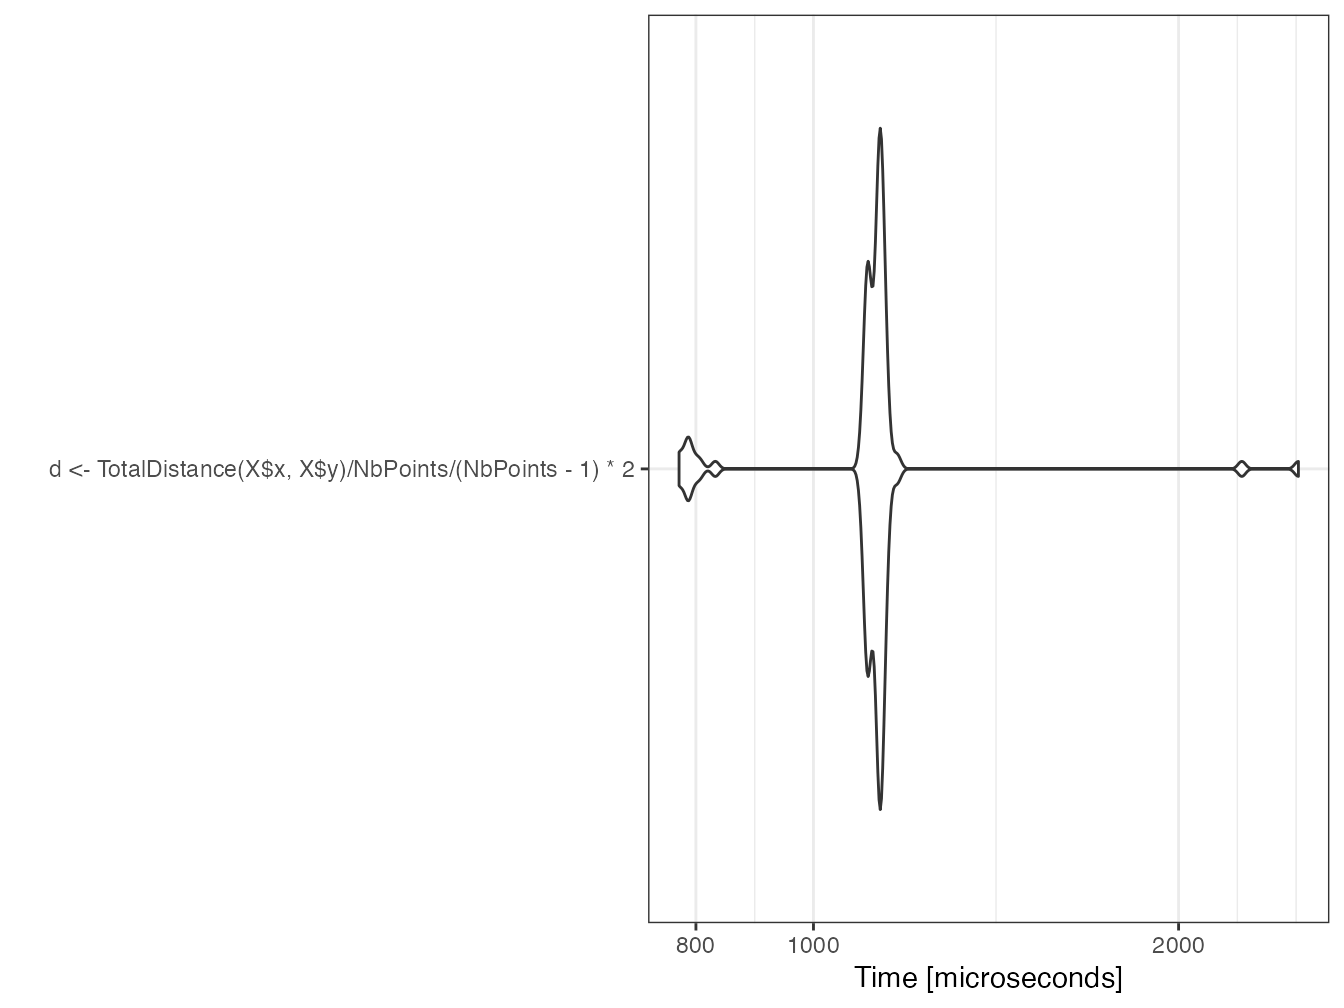 d <- TotalDistance(X$x, X$y)/NbPoints/(NbPoints - 1) * 2
800 1000 2000
Time [microseconds]